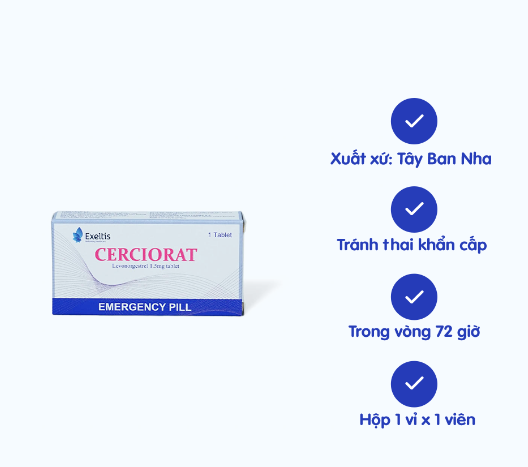 Exeltis
1 Tablet
CERCIORAT
Levonorgestrel 1.5mg tablet
EMERGENCY PILL
Xuất xứ: Tây Ban Nha
Tránh thai khẩn cấp
Trong vòng 72 giờ
Hộp 1 vỉ x 1 viên